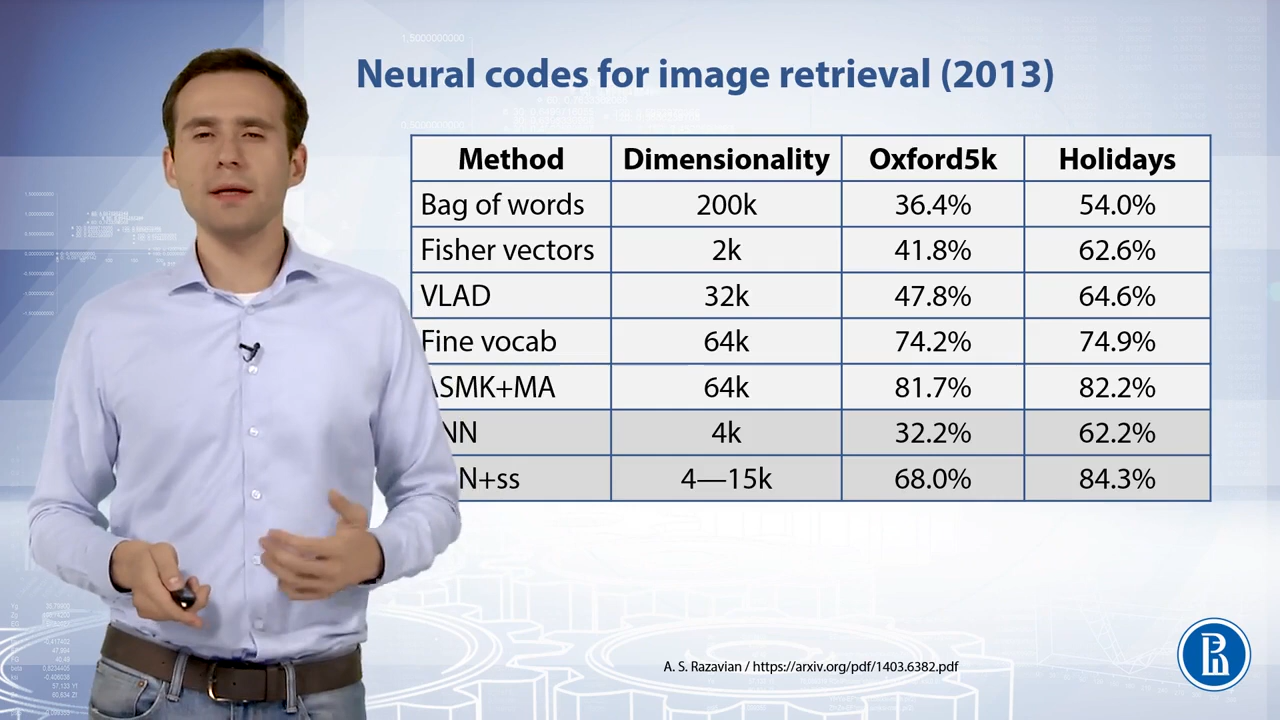 Neural codes for image retrieval (2013)
Method Dimensionality Oxford5k Holidays
Bag of words 200k 36.4% 54.0%
Fisher vectors 2k 41.8% 62.6%
VLAD 32k 47.8% 64.6%
Fine vocab 64k 74.2% 74.9%
ASMK+MA 64k 81.7% 82.2%
NN 4k 32.2% 62.2%
N+ss 4—15k 68.0% 84.3%
A. S. Razavian / https://arxiv.org/pdf/1403.6382.pdf